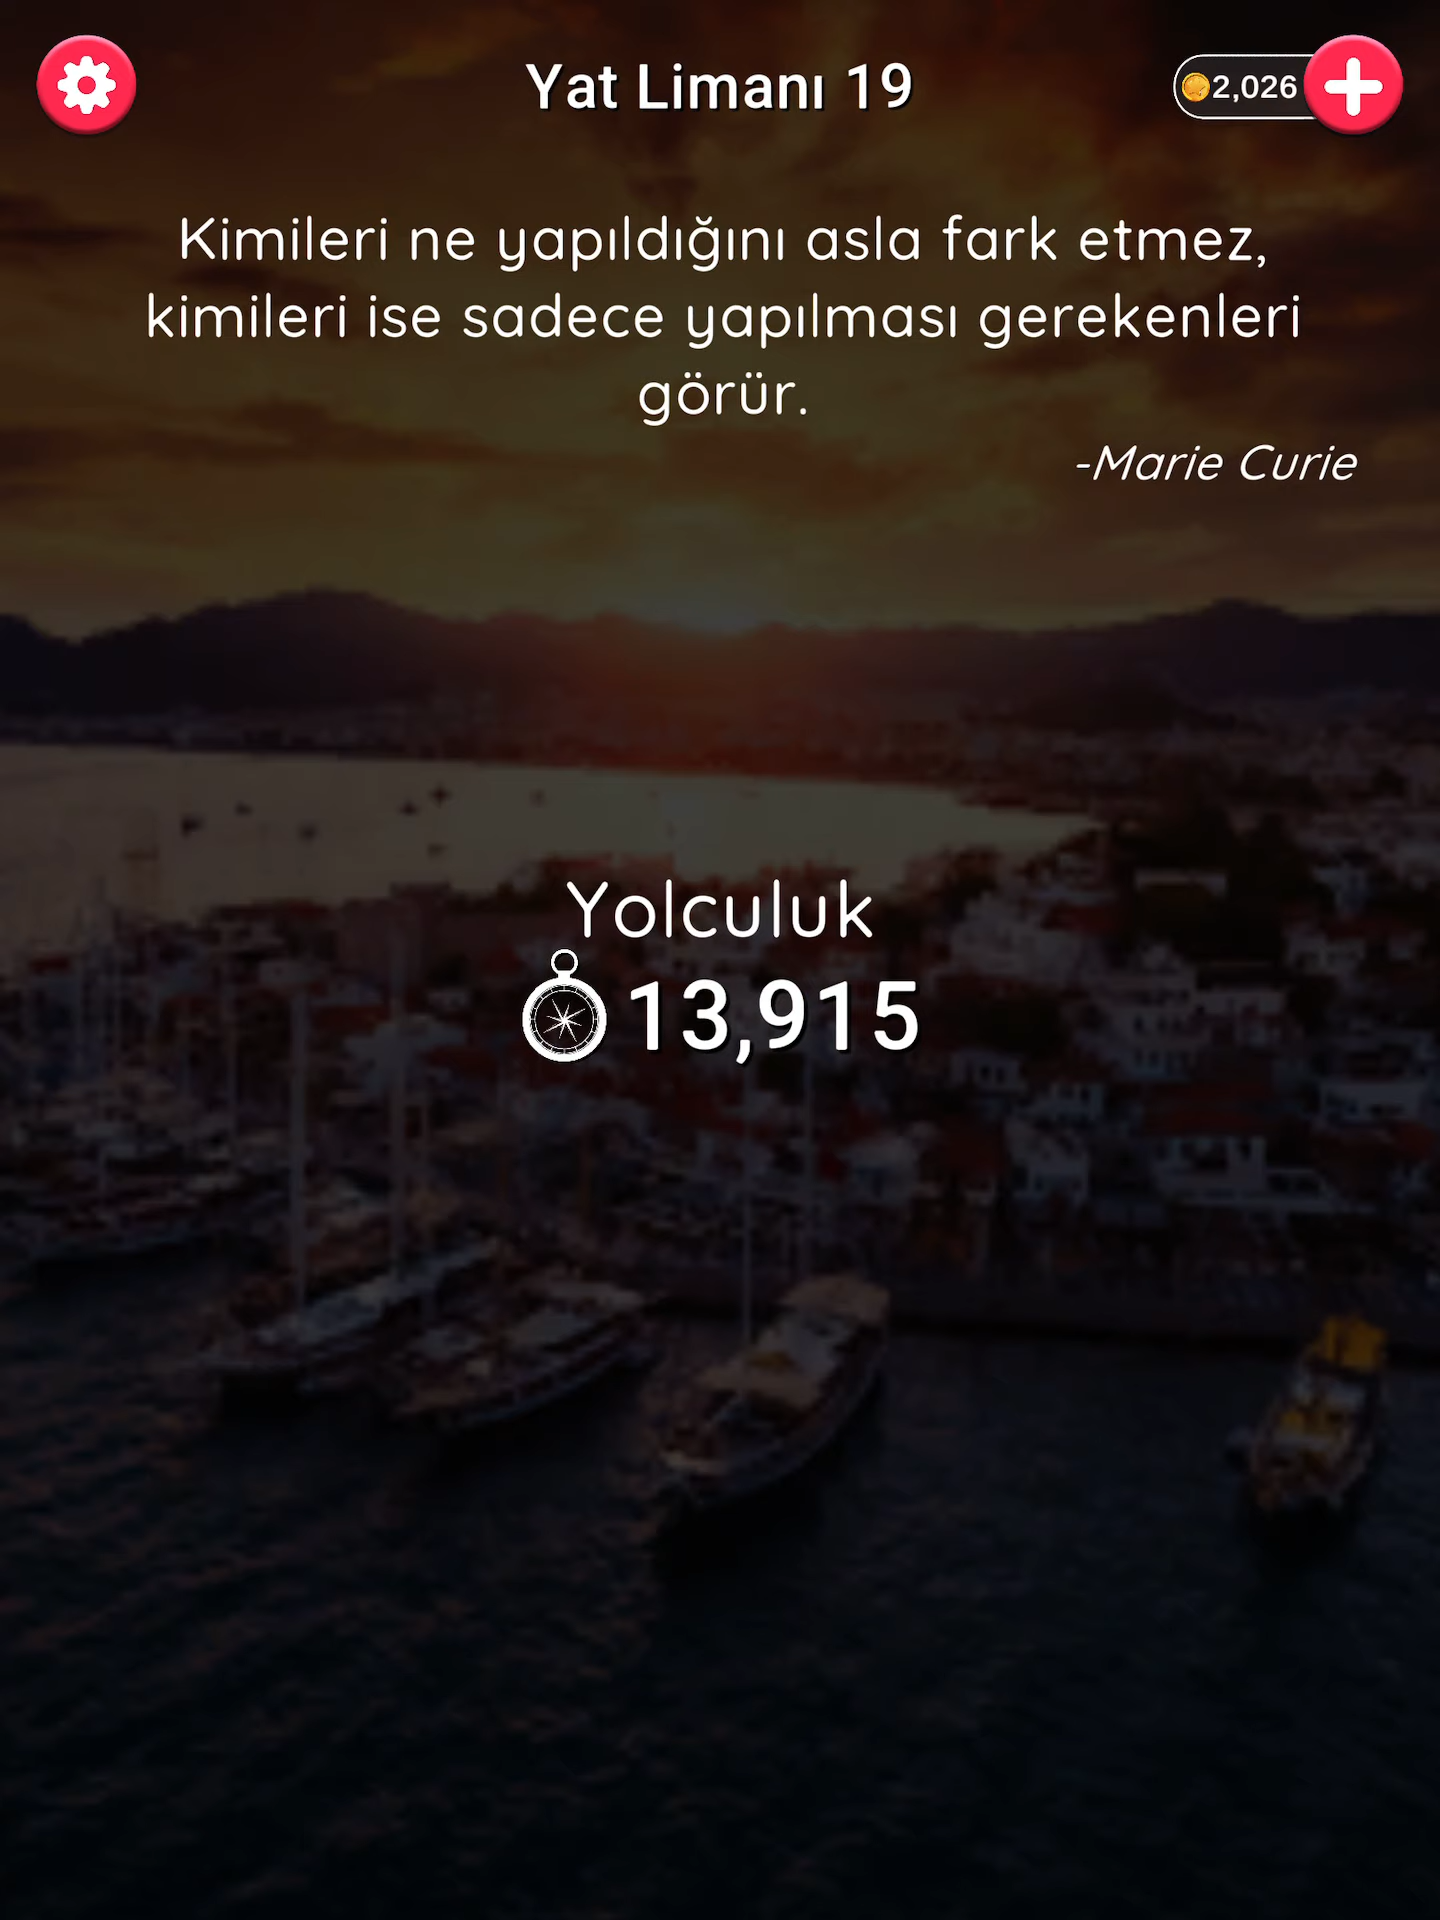 Yat Limanı 19
2,026
Kimileri ne yapıldığını asla fark etmez,
kimileri ise sadece yapılması gerekenleri
görür.
-Marie Curie
Yolculuk
13,915